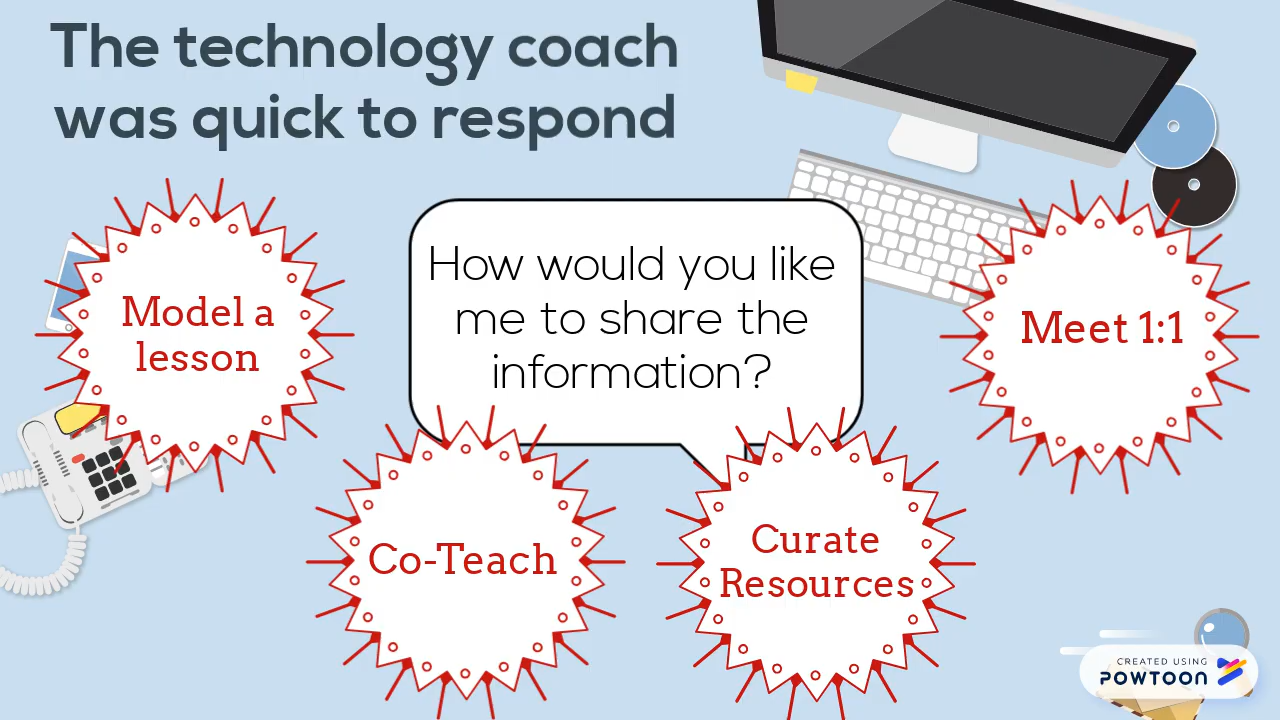 The technology coach
was quick to respond
How would you like
me to share the
information?
Model a
lesson
Meet 1:1
Co-Teach
Curate
Resources
CREATED USING
POWTOON